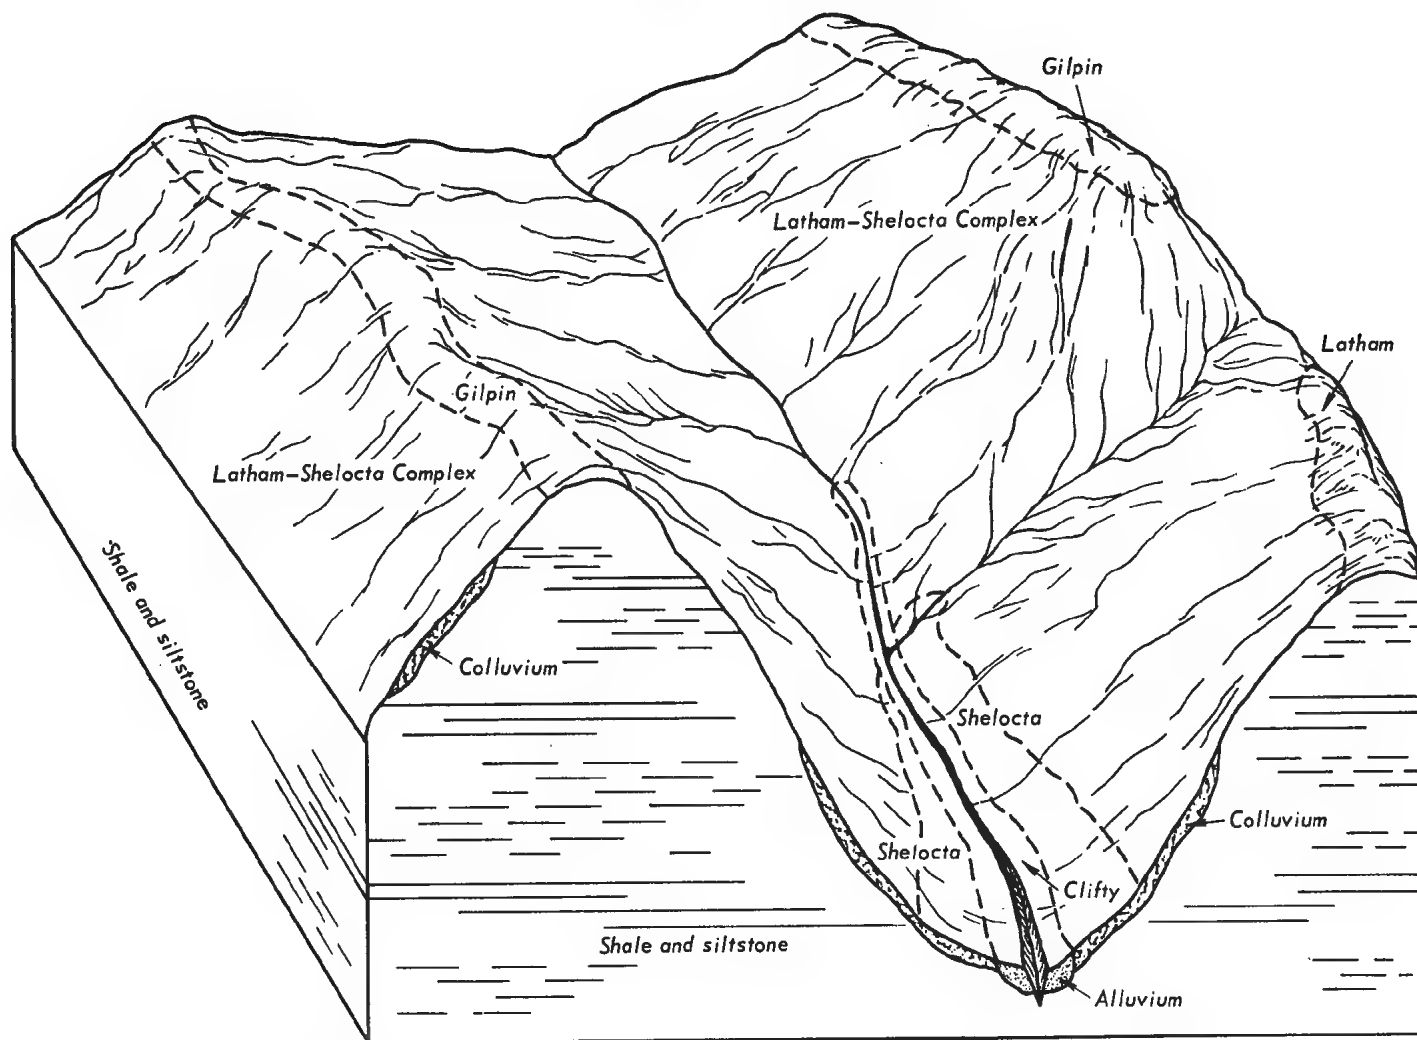 Gilpin
Latham–Shelocta Complex
Latham
Gilpin
Latham–Shelocta Complex
Shale and siltstone
Colluvium
Shelocta
Colluvium
Shelocta
Clifty
Shale and siltstone
Alluvium